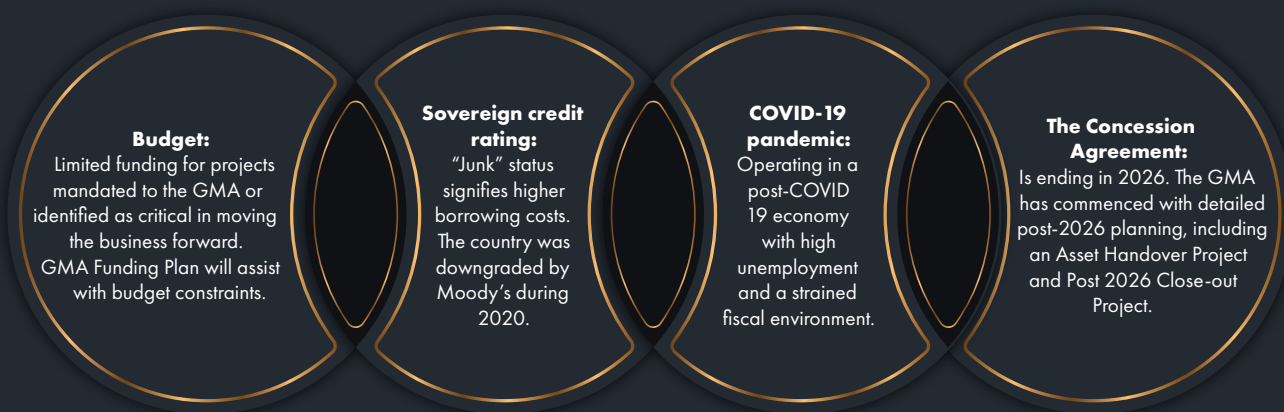 Budget:
Limited funding for projects
mandated to the GMA or
identified as critical in moving
the business forward.
GMA Funding Plan will assist
with budget constraints.
Sovereign credit
rating:
“Junk” status
signifies higher
borrowing costs.
The country was
downgraded by
Moody’s during
2020.
COVID-19
pandemic:
Operating in a
post-COVID
19 economy
with high
unemployment
and a strained
fiscal environment.
The Concession
Agreement:
Is ending in 2026. The GMA
has commenced with detailed
post-2026 planning, including
an Asset Handover Project
and Post 2026 Close-out
Project.